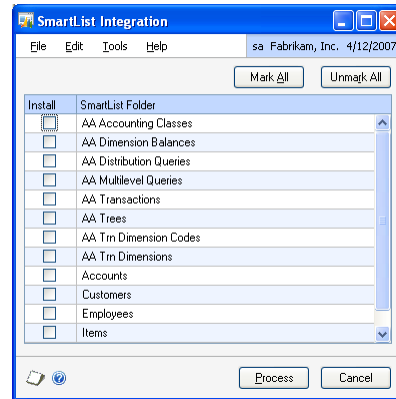 SmartList Integration
File Edit Tools Help sa Fabrikam, Inc. 4/12/2007
Mark All Unmark All
Install SmartList Folder
AA Accounting Classes
AA Dimension Balances
AA Distribution Queries
AA Multilevel Queries
AA Transactions
AA Trees
AA Trn Dimension Codes
AA Trn Dimensions
Accounts
Customers
Employees
Items
Process Cancel